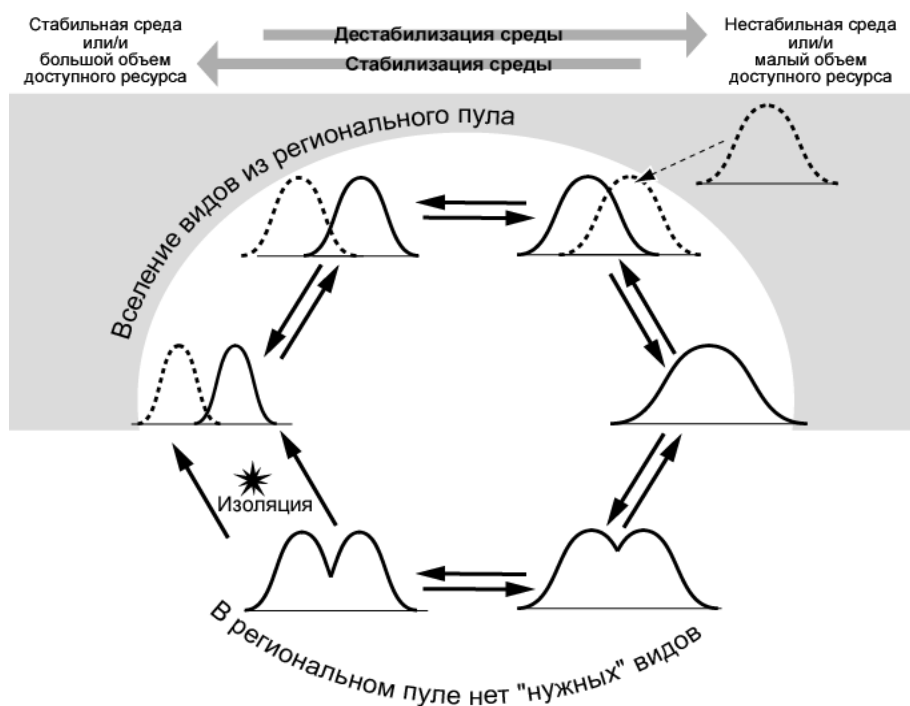 Стабильная среда
или/и
большой объем
доступного ресурса
Дестабилизация среды
Стабилизация среды
Нестабильная среда
или/и
малый объем
доступного ресурса
Вселение видов из регионального пула
Изоляция
В региональном пуле нет "нужных" видов